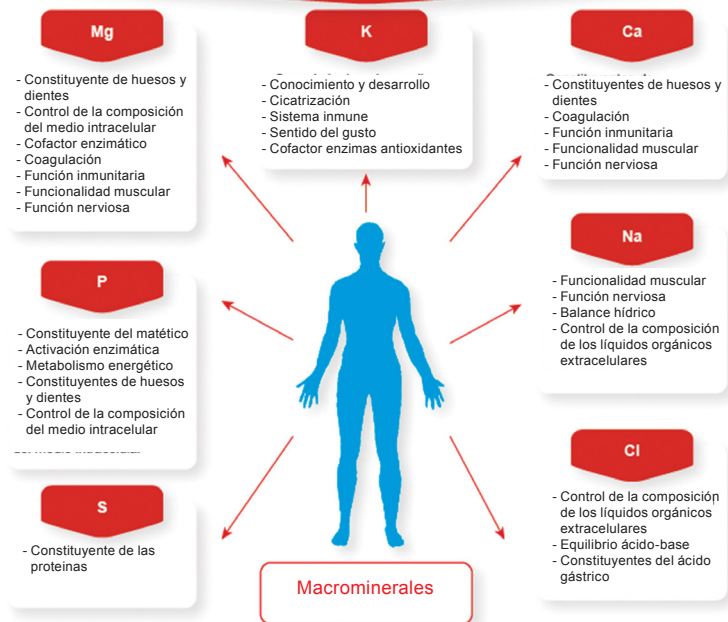 Mg
- Constituyente de huesos y
dientes
- Control de la composición
del medio intracelular
- Cofactor enzimático
- Coagulación
- Función inmunitaria
- Funcionalidad muscular
- Función nerviosa
K
- Conocimiento y desarrollo
- Cicatrización
- Sistema inmune
- Sentido del gusto
- Cofactor enzimas antioxidantes
Ca
- Constituyentes de huesos y
dientes
- Coagulación
- Función inmunitaria
- Funcionalidad muscular
- Función nerviosa
P
- Constituyente del matético
- Activación enzimática
- Metabolismo energético
- Constituyentes de huesos
y dientes
- Control de la composición
del medio intracelular
Na
- Funcionalidad muscular
- Función nerviosa
- Balance hídrico
- Control de la composición
de los líquidos orgánicos
extracelulares
S
- Constituyente de las
proteinas
Cl
- Control de la composición
de los líquidos orgánicos
extracelulares
- Equilibrio ácido-base
- Constituyentes del ácido
gástrico
Macrominerales